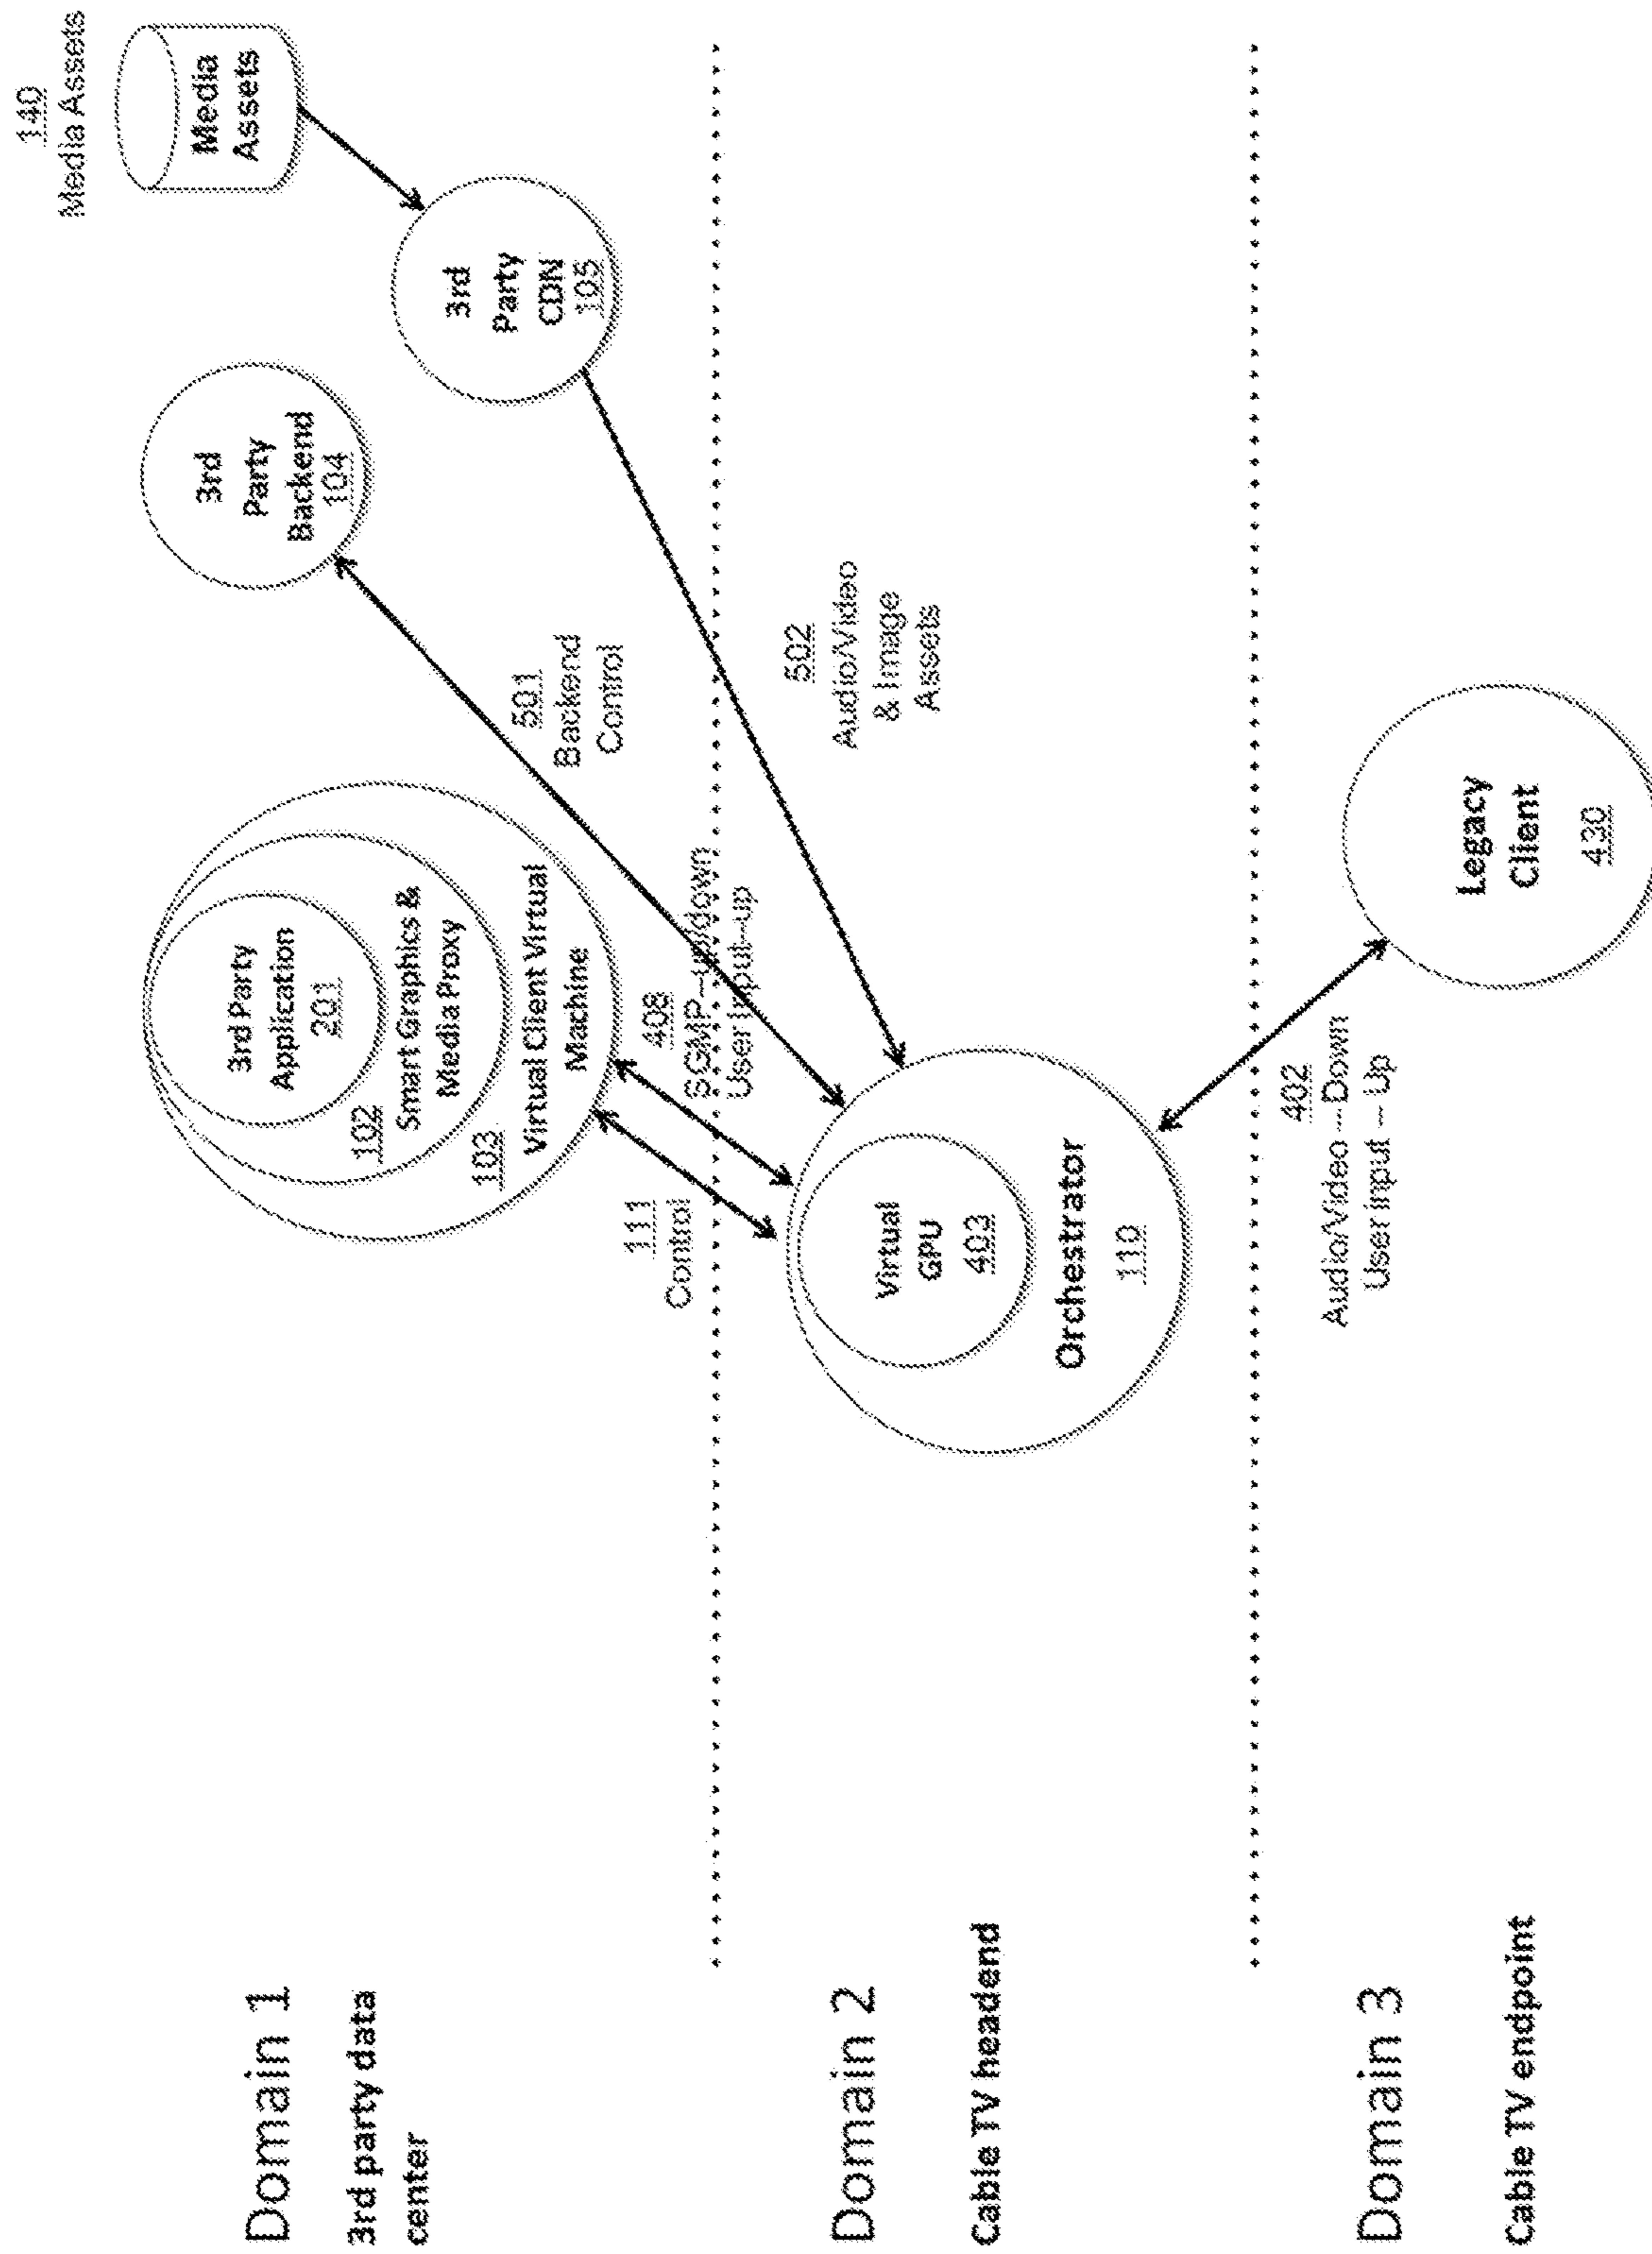 Domain 1
3rd party data
center
3rd Party
Application
201
102
Smart Graphics &
Media Proxy
103
Virtual Client Virtual
Machine
3rd
Party
Backend
104
140
Media Assets
Media
Assets
3rd
Party
CDN
105
111
Control
408
SGMP-up/down
User Input-up
501
Backend
Control
502
Audio/Video
& Image
Assets
Domain 2
Cable TV headend
Virtual
GPU
403
Orchestrator
110
402
Audio/Video -- Down
User Input -- Up
Domain 3
Cable TV endpoint
Legacy
Client
430